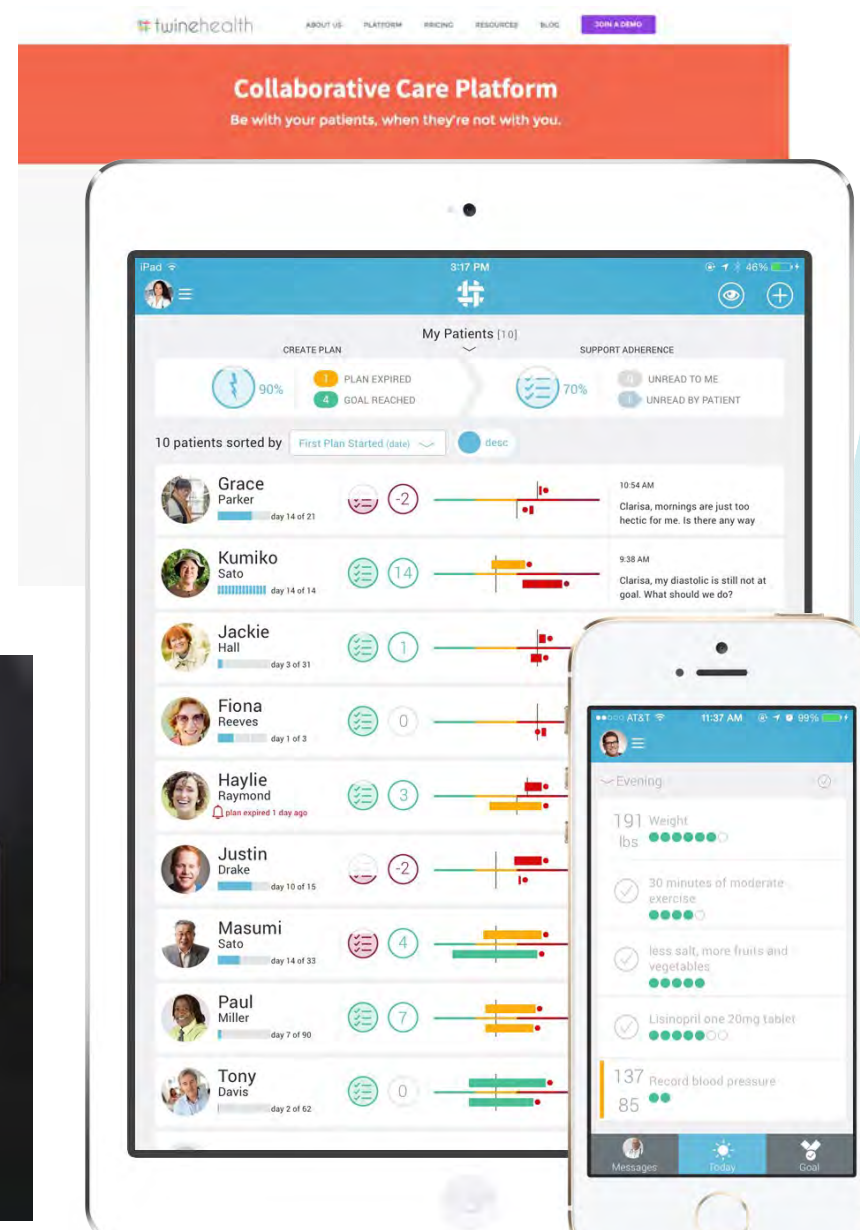 twinehealth
ABOUT US PLATFORM PRICING RESOURCES BLOG JOIN A DEMO
Collaborative Care Platform
Be with your patients, when they're not with you.
iPad 3:17 PM 46%
My Patients [10]
CREATE PLAN SUPPORT ADHERENCE
90% 1 PLAN EXPIRED 70% UNREAD TO ME
4 GOAL REACHED UNREAD BY PATIENT
10 patients sorted by First Plan Started (date) desc
Grace
Parker
day 14 of 21
-2
10:54 AM
Clarisa, mornings are just too
hectic for me. Is there any way
Kumiko
Sato
day 14 of 14
14
9:38 AM
Clarisa, my diastolic is still not at
goal. What should we do?
Jackie
Hall
day 3 of 31
1
Fiona
Reeves
day 1 of 3
0
Haylie
Raymond
plan expired 1 day ago
3
Justin
Drake
day 10 of 15
-2
Masumi
Sato
day 14 of 33
4
Paul
Miller
day 7 of 90
7
Tony
Davis
day 2 of 62
0
AT&T 11:37 AM 99%
Evening
191 Weight
lbs
30 minutes of moderate
exercise
less salt, more fruits and
vegetables
Lisinopril one 20mg tablet
137 Record blood pressure
85
Messages Today Goal